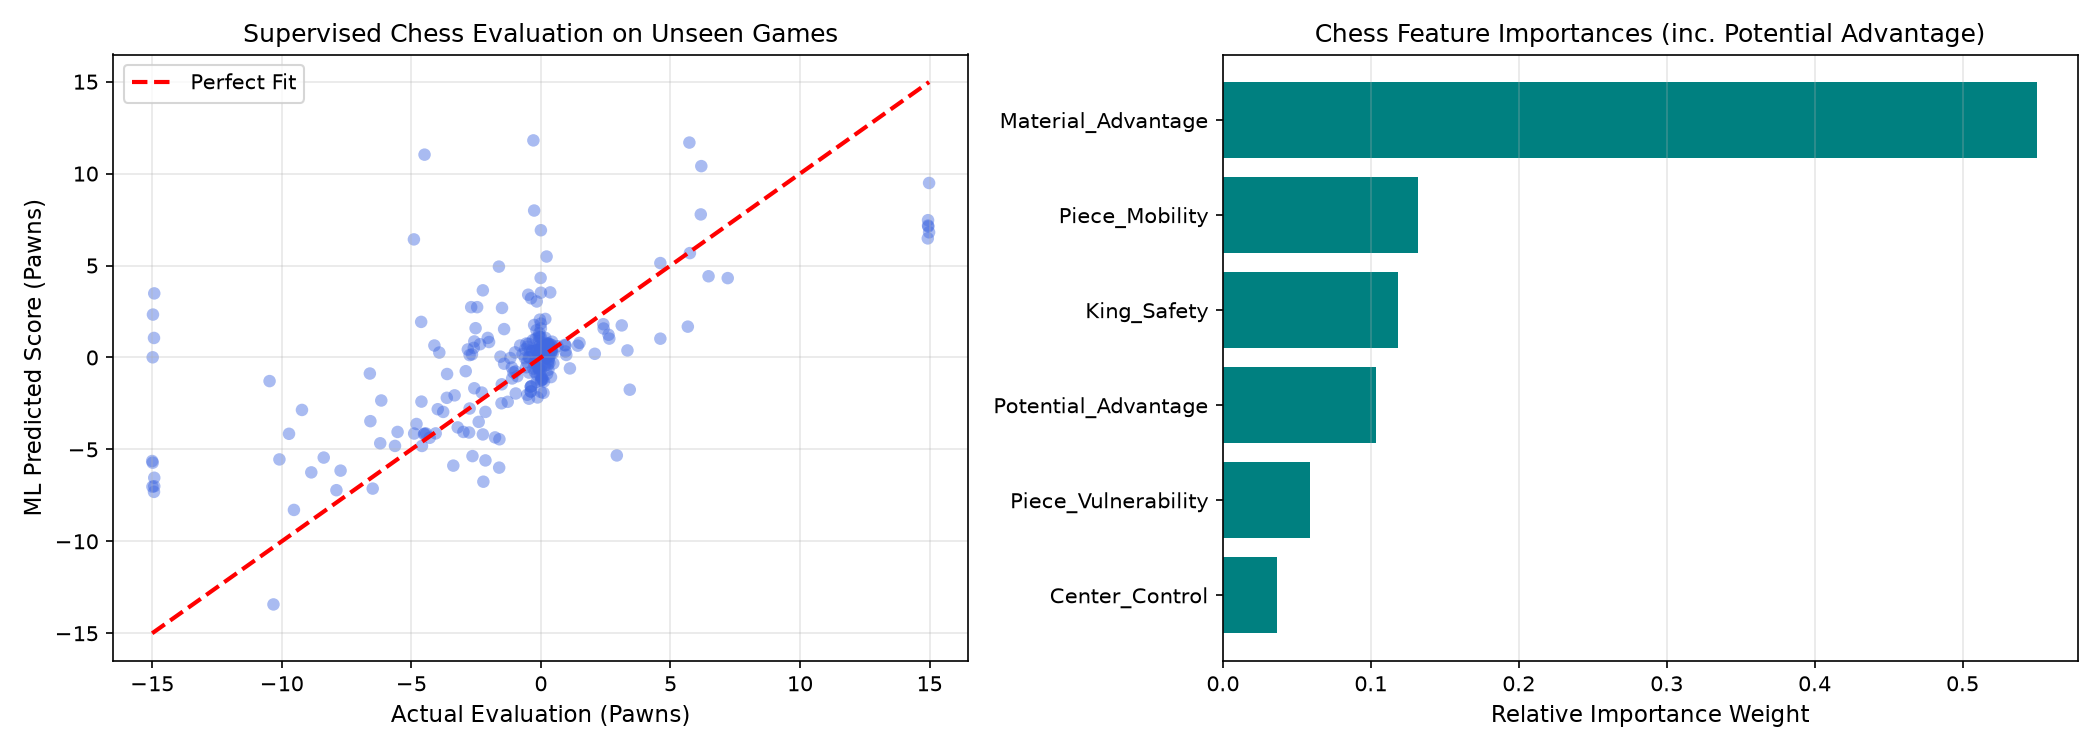 Supervised Chess Evaluation on Unseen Games
Perfect Fit
15
10
5
0
−5
−10
−15
ML Predicted Score (Pawns)
−15 −10 −5 0 5 10 15
Actual Evaluation (Pawns)
Chess Feature Importances (inc. Potential Advantage)
Material_Advantage
Piece_Mobility
King_Safety
Potential_Advantage
Piece_Vulnerability
Center_Control
0.0 0.1 0.2 0.3 0.4 0.5
Relative Importance Weight